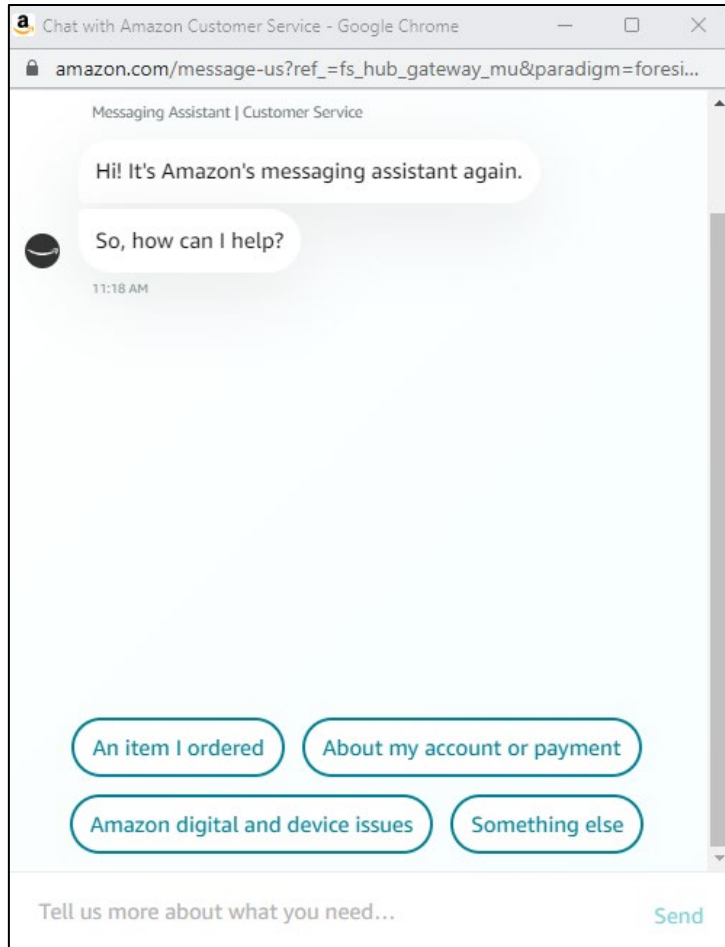 Chat with Amazon Customer Service - Google Chrome
amazon.com/message-us?ref_=fs_hub_gateway_mu&paradigm=foresi...
Messaging Assistant | Customer Service
Hi! It's Amazon's messaging assistant again.
So, how can I help?
11:18 AM
An item I ordered
About my account or payment
Amazon digital and device issues
Something else
Tell us more about what you need...
Send